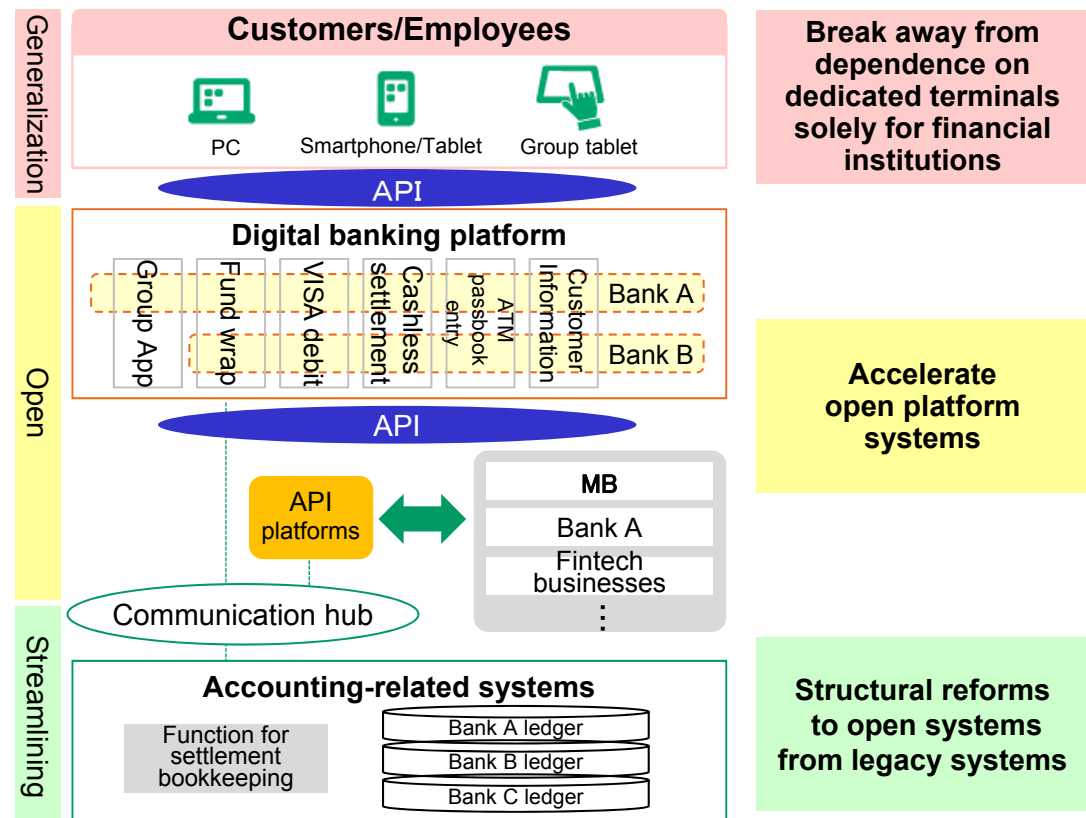 Generalization
Customers/Employees
PC
Smartphone/Tablet
Group tablet
Break away from
dependence on
dedicated terminals
solely for financial
institutions
API
Open
Digital banking platform
Group App
Fund wrap
VISA debit
Cashless
settlement
ATM
passbook
entry
Customer
Information
Bank A
Bank B
API
Accelerate
open platform
systems
API
platforms
MB
Bank A
Fintech
businesses
⋮
Communication hub
Streamlining
Accounting-related systems
Function for
settlement
bookkeeping
Bank A ledger
Bank B ledger
Bank C ledger
Structural reforms
to open systems
from legacy systems